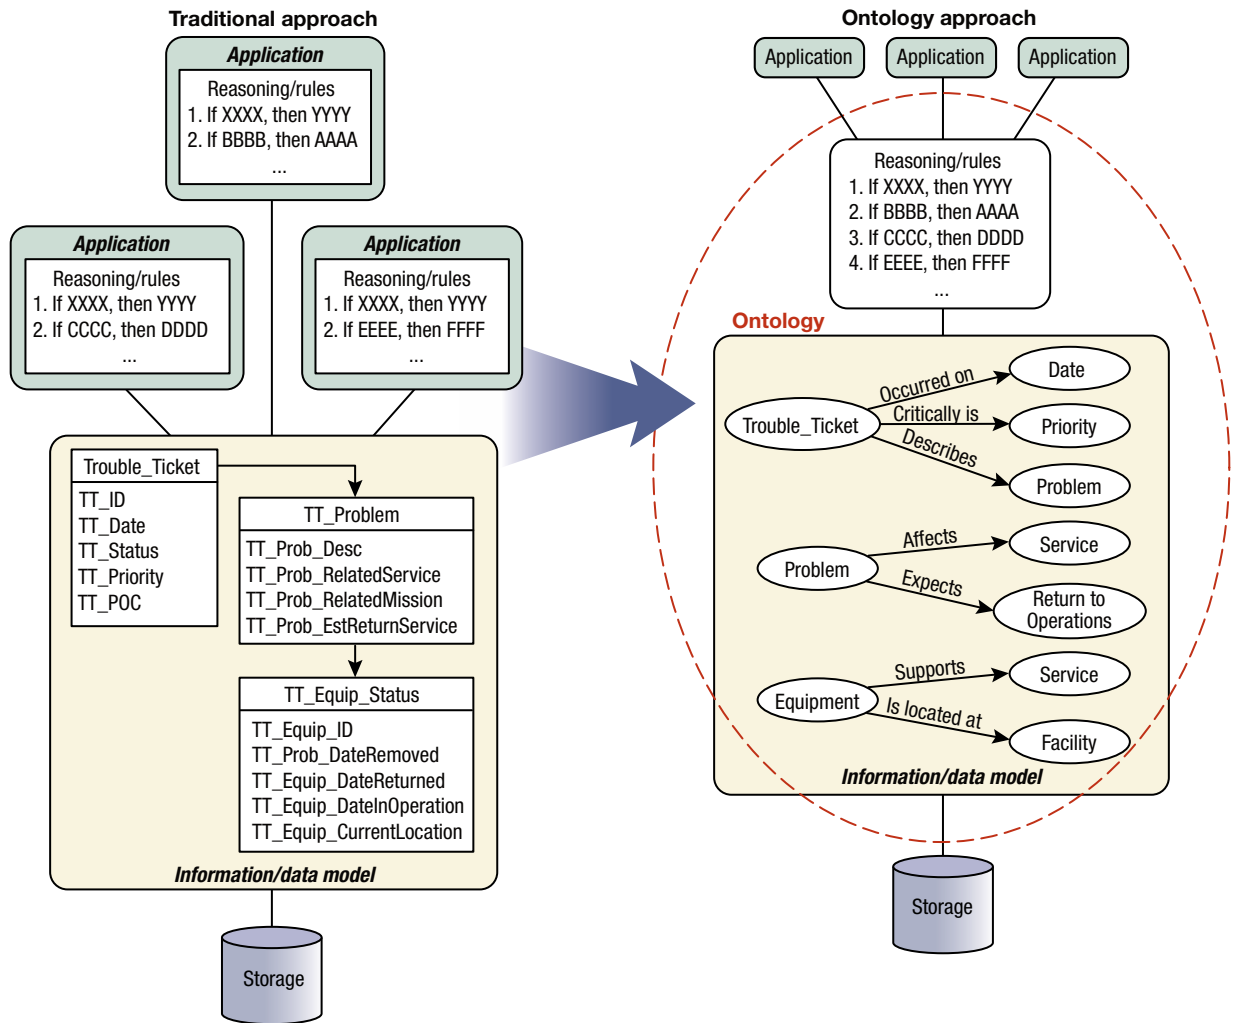 Traditional approach
Application
Reasoning/rules
1. If XXXX, then YYYY
2. If BBBB, then AAAA
...
Application
Reasoning/rules
1. If XXXX, then YYYY
2. If CCCC, then DDDD
...
Application
Reasoning/rules
1. If XXXX, then YYYY
2. If EEEE, then FFFF
...
Trouble_Ticket
TT_ID
TT_Date
TT_Status
TT_Priority
TT_POC
TT_Problem
TT_Prob_Desc
TT_Prob_RelatedService
TT_Prob_RelatedMission
TT_Prob_EstReturnService
TT_Equip_Status
TT_Equip_ID
TT_Prob_DateRemoved
TT_Equip_DateReturned
TT_Equip_DateInOperation
TT_Equip_CurrentLocation
Information/data model
Storage
Ontology approach
Application
Application
Application
Reasoning/rules
1. If XXXX, then YYYY
2. If BBBB, then AAAA
3. If CCCC, then DDDD
4. If EEEE, then FFFF
...
Ontology
Trouble_Ticket
Occurred on
Date
Critically is
Priority
Describes
Problem
Problem
Affects
Service
Expects
Return to
Operations
Equipment
Supports
Service
Is located at
Facility
Information/data model
Storage